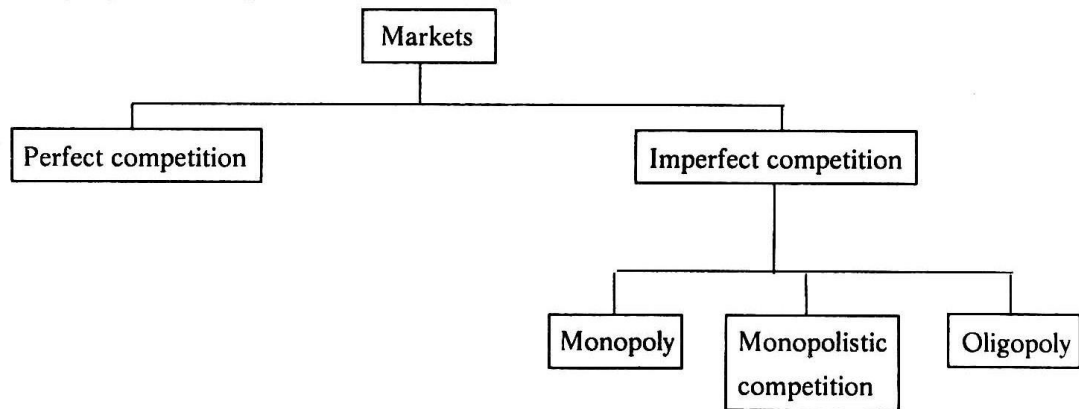 Markets
Perfect competition
Imperfect competition
Monopoly
Monopolistic
competition
Oligopoly